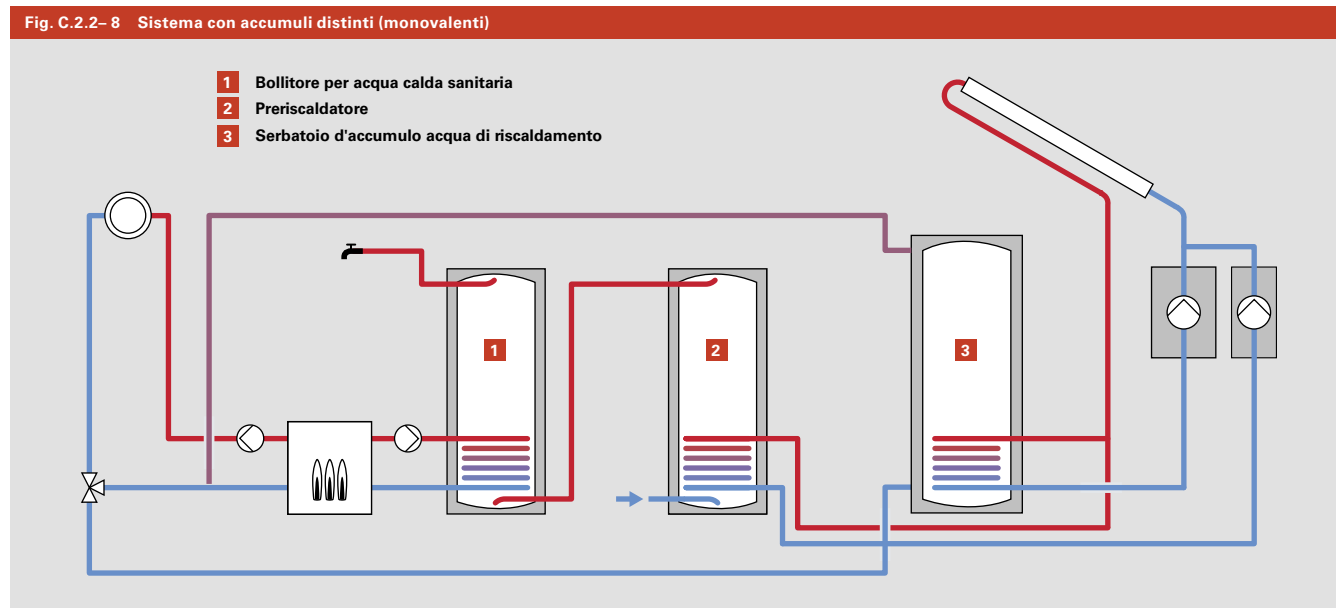 Fig. C.2.2– 8 Sistema con accumuli distinti (monovalenti)
1 Bollitore per acqua calda sanitaria
2 Preriscaldatore
3 Serbatoio d'accumulo acqua di riscaldamento
1
2
3